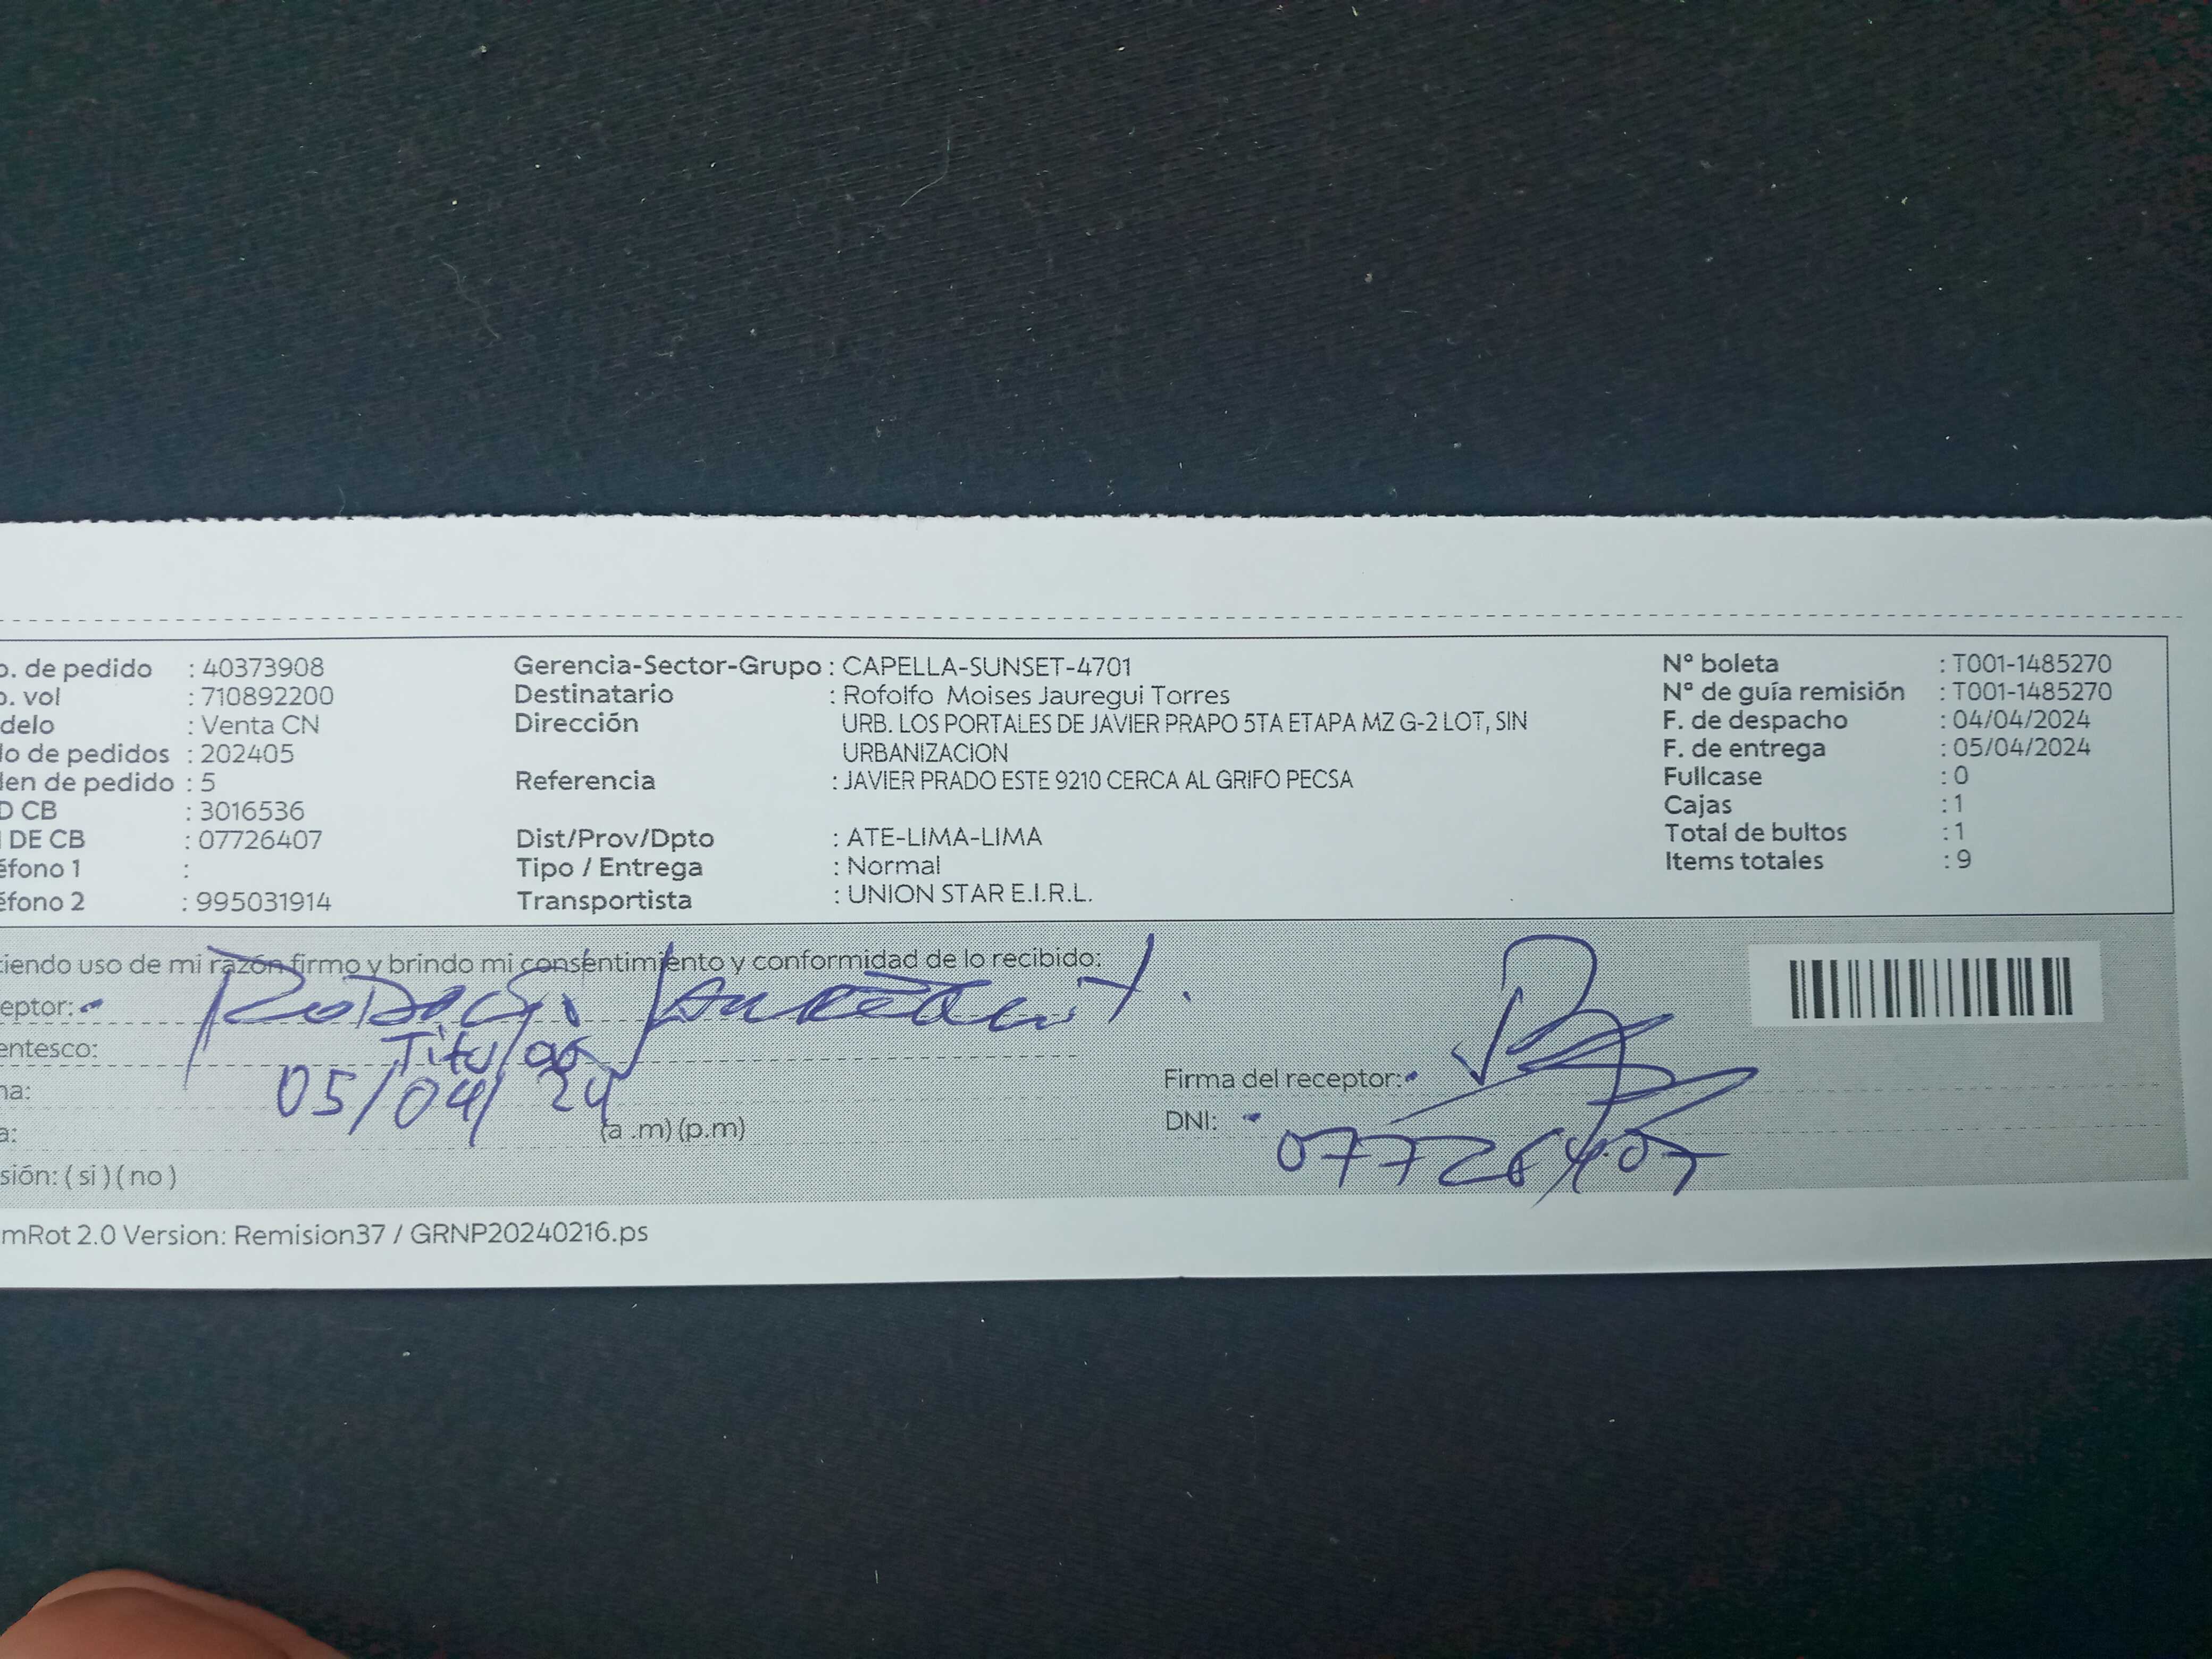 o. de pedido : 40373908
o. vol : 710892200
delo : Venta CN
lo de pedidos : 202405
den de pedido : 5
D CB : 3016536
I DE CB : 07726407
éfono 1 :
éfono 2 : 995031914
Gerencia-Sector-Grupo : CAPELLA-SUNSET-4701
Destinatario : Rofolfo Moises Jauregui Torres
Dirección URB. LOS PORTALES DE JAVIER PRAPO 5TA ETAPA MZ G-2 LOT, SIN
URBANIZACION
Referencia : JAVIER PRADO ESTE 9210 CERCA AL GRIFO PECSA
Dist/Prov/Dpto : ATE-LIMA-LIMA
Tipo / Entrega : Normal
Transportista : UNION STAR E.I.R.L.
Nº boleta : T001-1485270
Nº de guía remisión : T001-1485270
F. de despacho : 04/04/2024
F. de entrega : 05/04/2024
Fullcase : 0
Cajas : 1
Total de bultos : 1
Items totales : 9
ciendo uso de mi razón firmo y brindo mi consentimiento y conformidad de lo recibido:
eptor:
entesco: Titular
ha: 05/04/24
a: (a .m) (p.m)
sión: ( si ) ( no )
Firma del receptor:
DNI: 07726407
mRot 2.0 Version: Remision37 / GRNP20240216.ps